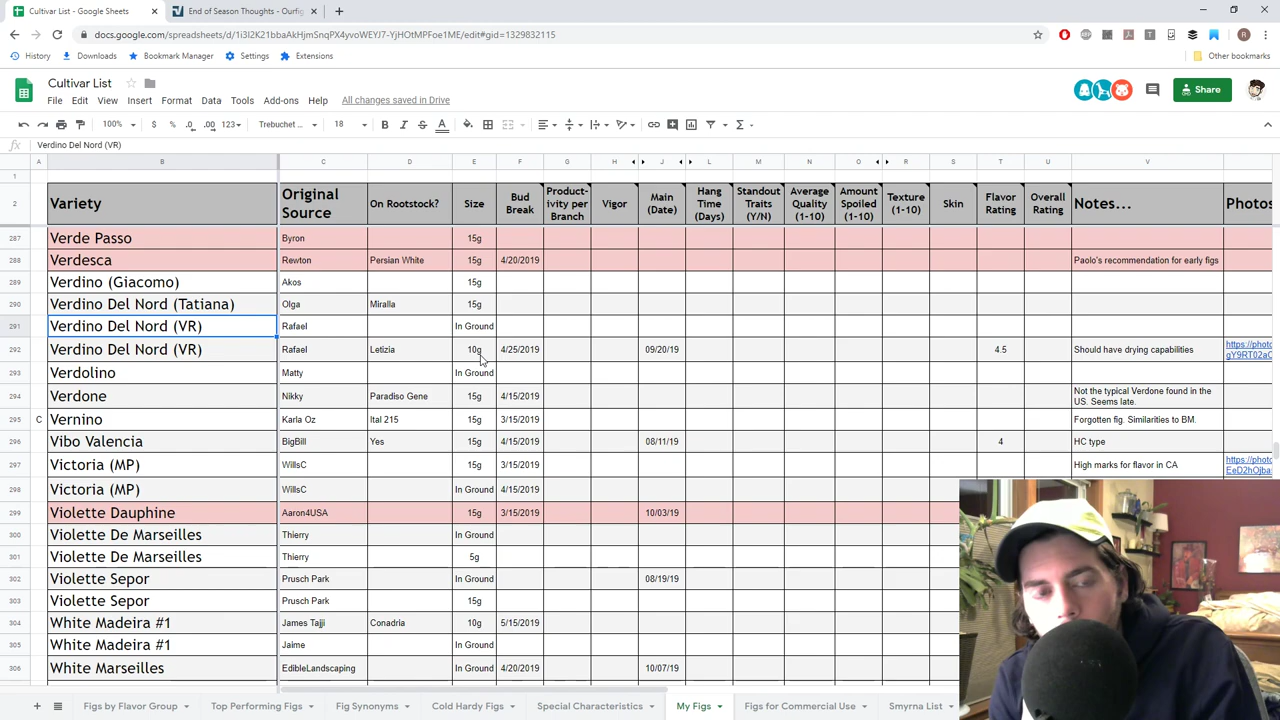 Cultivar List - Google Sheets
End of Season Thoughts - Ourfig
docs.google.com/spreadsheets/d/1i3l2K21bbaAkHjmSnqPX4yvoWEYJ7-YjHOtMPFoe1ME/edit#gid=1329832115
History Downloads Bookmark Manager Settings Extensions Other bookmarks
Cultivar List
File Edit View Insert Format Data Tools Add-ons Help All changes saved in Drive
Share
100% $ % .0 .00 123 Trebuchet ... 18 B I S A
fx Verdino Del Nord (VR)
A B C D E F G H J L M N O R S T U V
1
2 Variety Original Source On Rootstock? Size Bud Break Product-ivity per Branch Vigor Main (Date) Hang Time (Days) Standout Traits (Y/N) Average Quality (1-10) Amount Spoiled (1-10) Texture (1-10) Skin Flavor Rating Overall Rating Notes... Photos
287 Verde Passo Byron 15g
288 Verdesca Rewton Persian White 15g 4/20/2019 Paolo's recommendation for early figs
289 Verdino (Giacomo) Akos 15g
290 Verdino Del Nord (Tatiana) Olga Miralla 15g
291 Verdino Del Nord (VR) Rafael In Ground
292 Verdino Del Nord (VR) Rafael Letizia 10g 4/25/2019 09/20/19 4.5 Should have drying capabilities https://photo gY9RT02aC
293 Verdolino Matty In Ground
294 Verdone Nikky Paradiso Gene 15g 4/15/2019 Not the typical Verdone found in the US. Seems late.
295 C Vernino Karla Oz Ital 215 15g 3/15/2019 Forgotten fig. Similarities to BM.
296 Vibo Valencia BigBill Yes 15g 4/15/2019 08/11/19 4 HC type
297 Victoria (MP) WillsC 15g 3/15/2019 High marks for flavor in CA https://photo EeD2hOjba
298 Victoria (MP) WillsC In Ground 4/15/2019
299 Violette Dauphine Aaron4USA 15g 3/15/2019 10/03/19
300 Violette De Marseilles Thierry In Ground
301 Violette De Marseilles Thierry 5g
302 Violette Sepor Prusch Park In Ground 08/19/19
303 Violette Sepor Prusch Park 15g
304 White Madeira #1 James Tajji Conadria 10g 5/15/2019
305 White Madeira #1 Jaime In Ground
306 White Marseilles EdibleLandscaping In Ground 4/20/2019 10/07/19
Figs by Flavor Group Top Performing Figs Fig Synonyms Cold Hardy Figs Special Characteristics My Figs Figs for Commercial Use Smyrna List